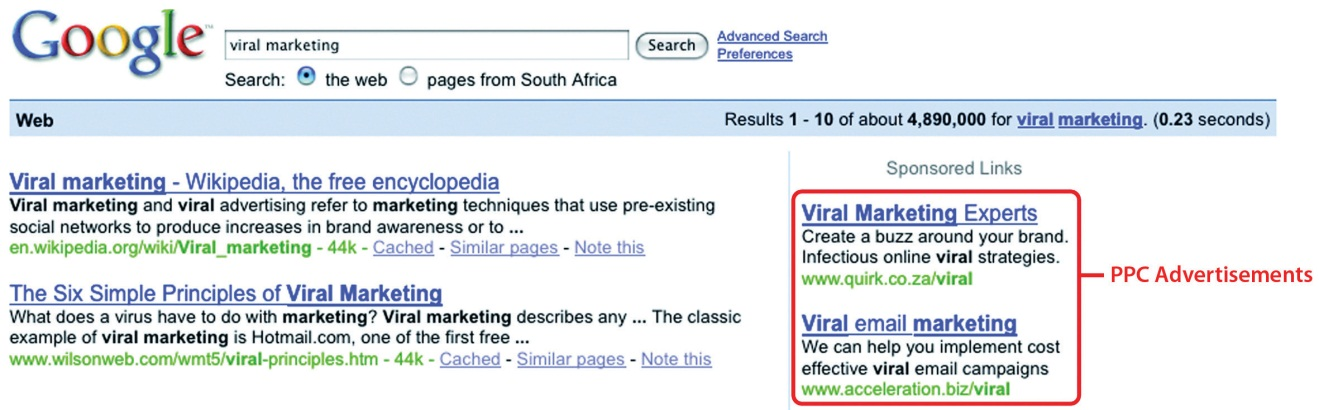 Google™
viral marketing
Search
Advanced Search
Preferences
Search: the web pages from South Africa
Web
Results 1 - 10 of about 4,890,000 for viral marketing. (0.23 seconds)
Viral marketing - Wikipedia, the free encyclopedia
Viral marketing and viral advertising refer to marketing techniques that use pre-existing
social networks to produce increases in brand awareness or to ...
en.wikipedia.org/wiki/Viral_marketing - 44k - Cached - Similar pages - Note this
The Six Simple Principles of Viral Marketing
What does a virus have to do with marketing? Viral marketing describes any ... The classic
example of viral marketing is Hotmail.com, one of the first free ...
www.wilsonweb.com/wmt5/viral-principles.htm - 44k - Cached - Similar pages - Note this
Sponsored Links
Viral Marketing Experts
Create a buzz around your brand.
Infectious online viral strategies.
www.quirk.co.za/viral
Viral email marketing
We can help you implement cost
effective viral email campaigns
www.acceleration.biz/viral
PPC Advertisements